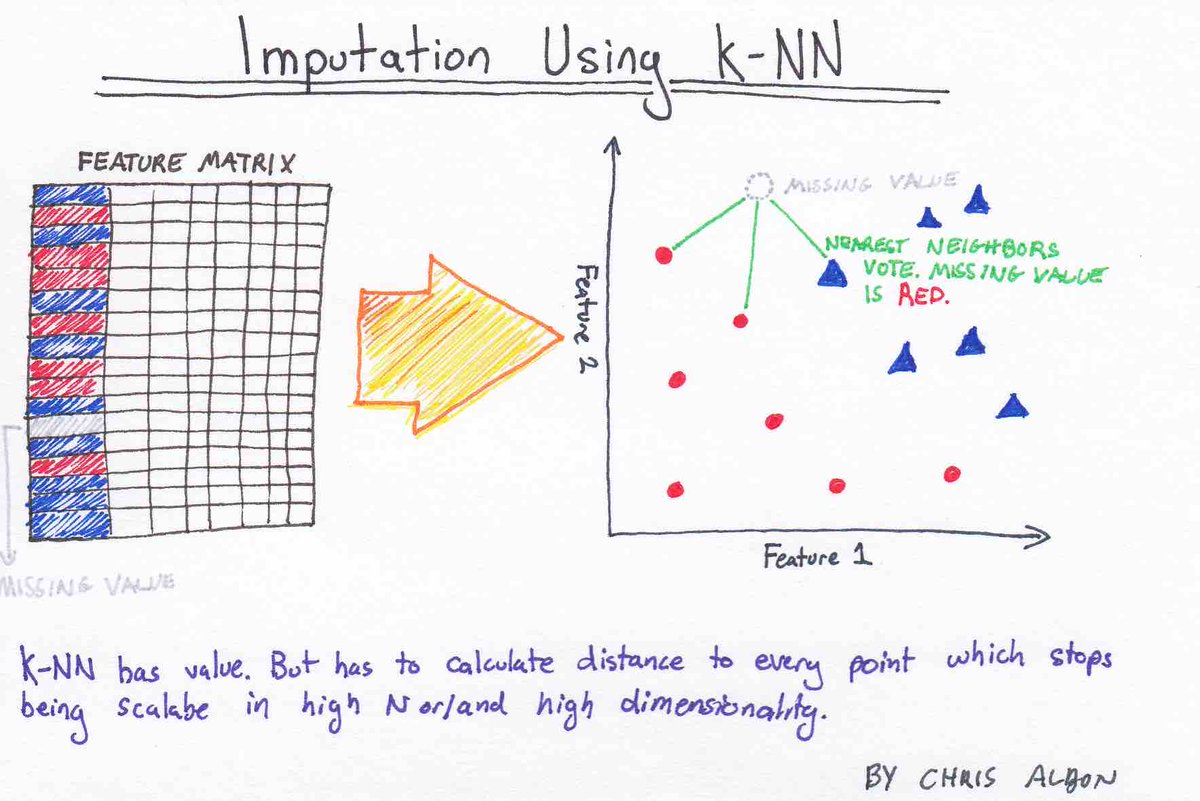 Imputation Using K-NN
FEATURE MATRIX
MISSING VALUE
MISSING VALUE
NEAREST NEIGHBORS
VOTE. MISSING VALUE
IS RED.
Feature 2
Feature 1
K-NN has value. But has to calculate distance to every point which stops
being scalabe in high N or/and high dimensionality.
BY CHRIS ALBON